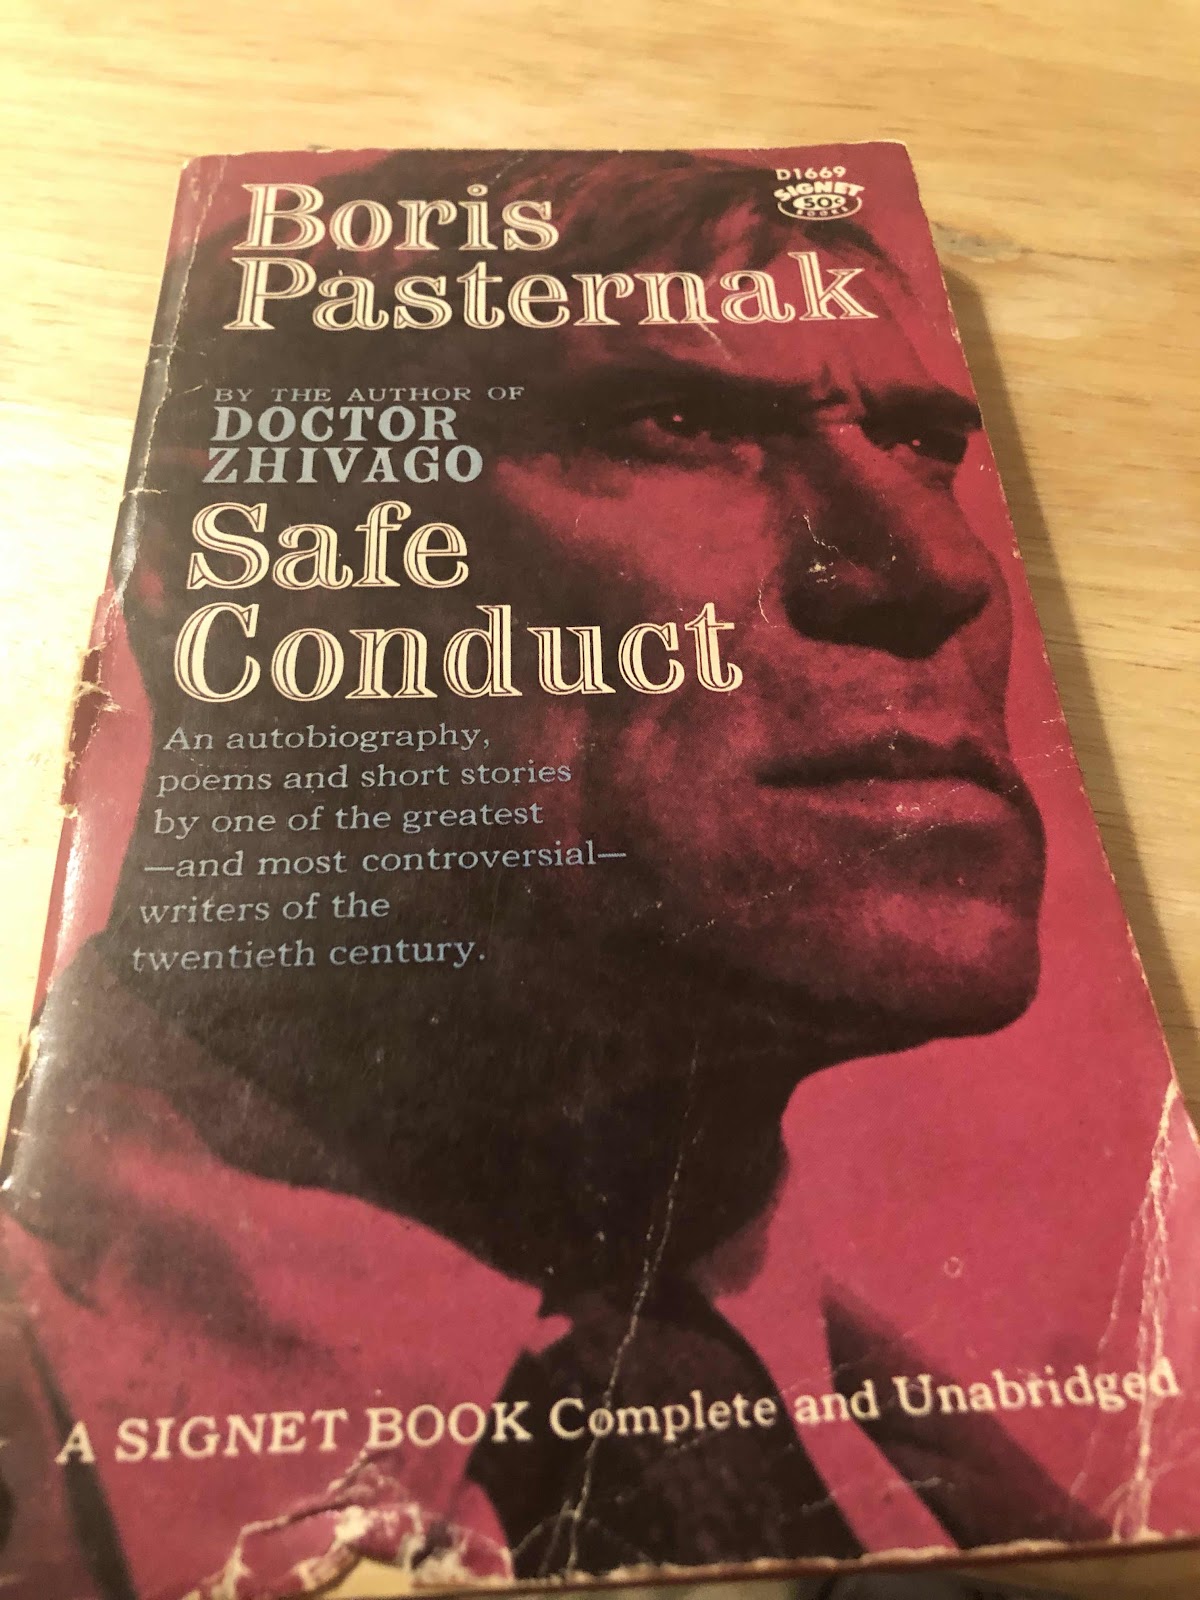 D1669
SIGNET
50¢
BOOKS
Boris
Pasternak
BY THE AUTHOR OF
DOCTOR
ZHIVAGO
Safe
Conduct
An autobiography,
poems and short stories
by one of the greatest
—and most controversial—
writers of the
twentieth century.
A SIGNET BOOK Complete and Unabridged